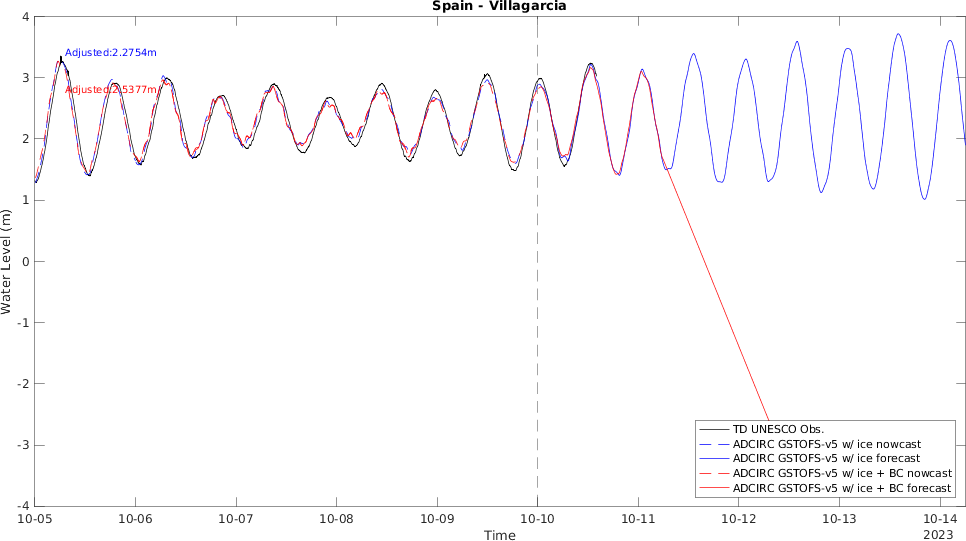 Spain - Villagarcia
Adjusted:2.2754m
Adjusted:2.5377m
Water Level (m)
4
3
2
1
0
-1
-2
-3
-4
TD UNESCO Obs.
ADCIRC GSTOFS-v5 w/ ice nowcast
ADCIRC GSTOFS-v5 w/ ice forecast
ADCIRC GSTOFS-v5 w/ ice + BC nowcast
ADCIRC GSTOFS-v5 w/ ice + BC forecast
10-05 10-06 10-07 10-08 10-09 10-10 10-11 10-12 10-13 10-14
2023
Time